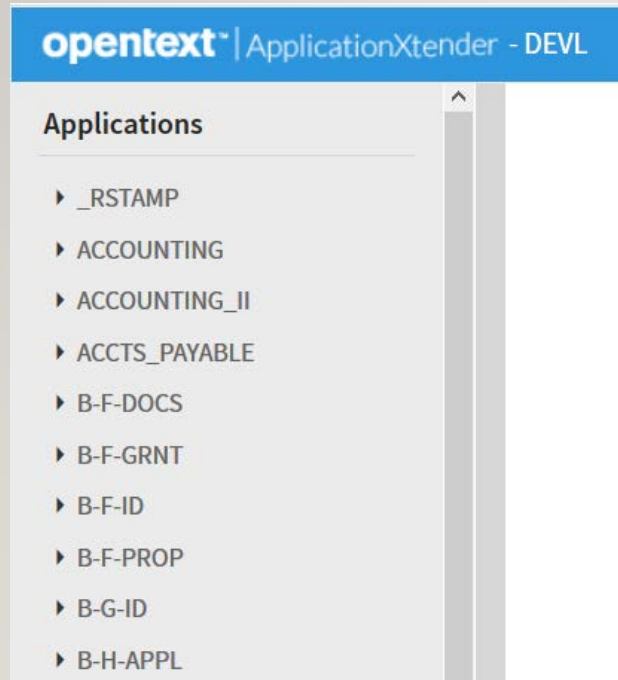 opentext™ | ApplicationXtender - DEVL
Applications
_RSTAMP
ACCOUNTING
ACCOUNTING_II
ACCTS_PAYABLE
B-F-DOCS
B-F-GRNT
B-F-ID
B-F-PROP
B-G-ID
B-H-APPL